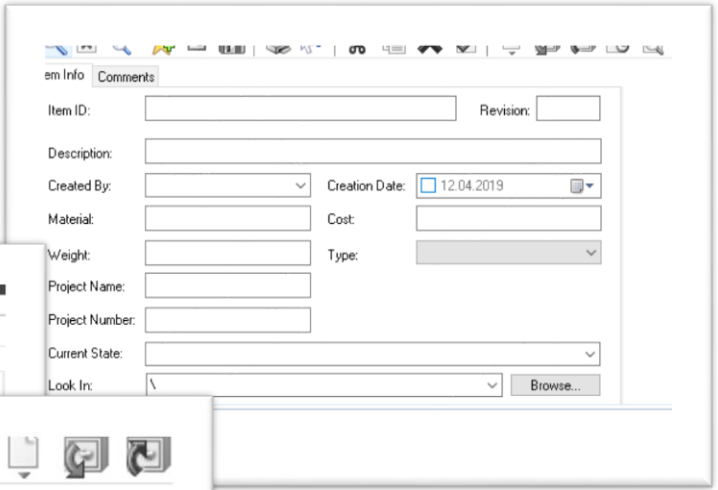 em Info Comments
Item ID: Revision:
Description:
Created By: Creation Date: 12.04.2019
Material: Cost:
Weight: Type:
Project Name:
Project Number:
Current State:
Look In: \ Browse...